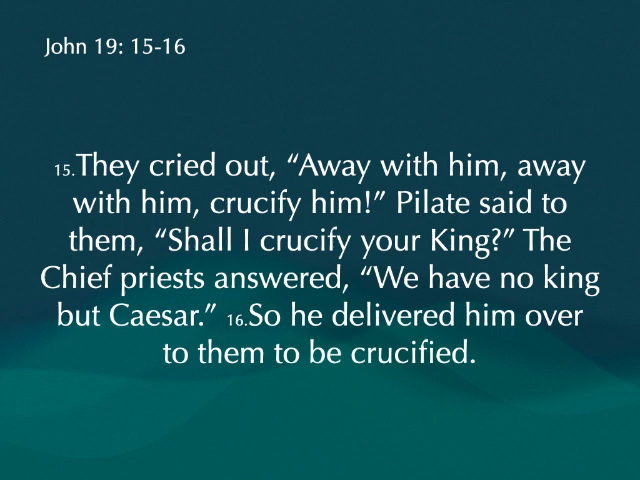 John 19: 15-16
15.They cried out, “Away with him, away
with him, crucify him!” Pilate said to
them, “Shall I crucify your King?” The
Chief priests answered, “We have no king
but Caesar.” 16.So he delivered him over
to them to be crucified.